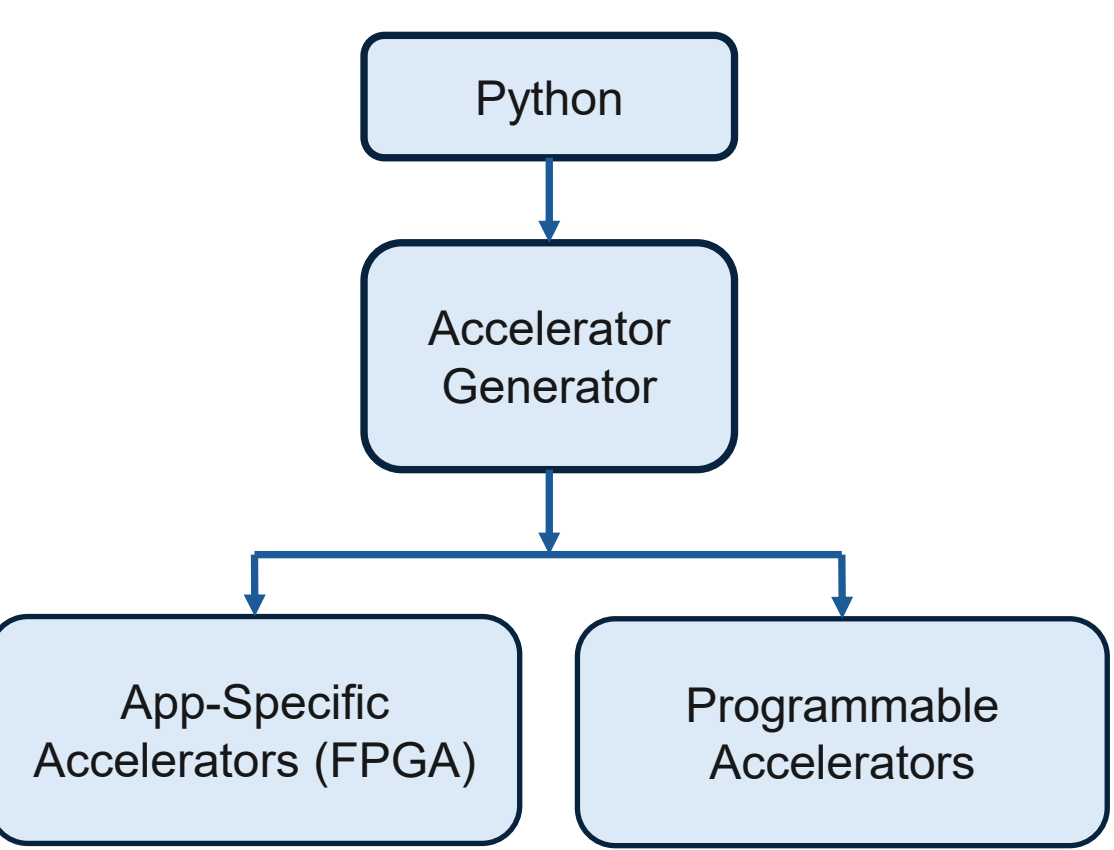 Python
Accelerator
Generator
App-Specific
Accelerators (FPGA)
Programmable
Accelerators